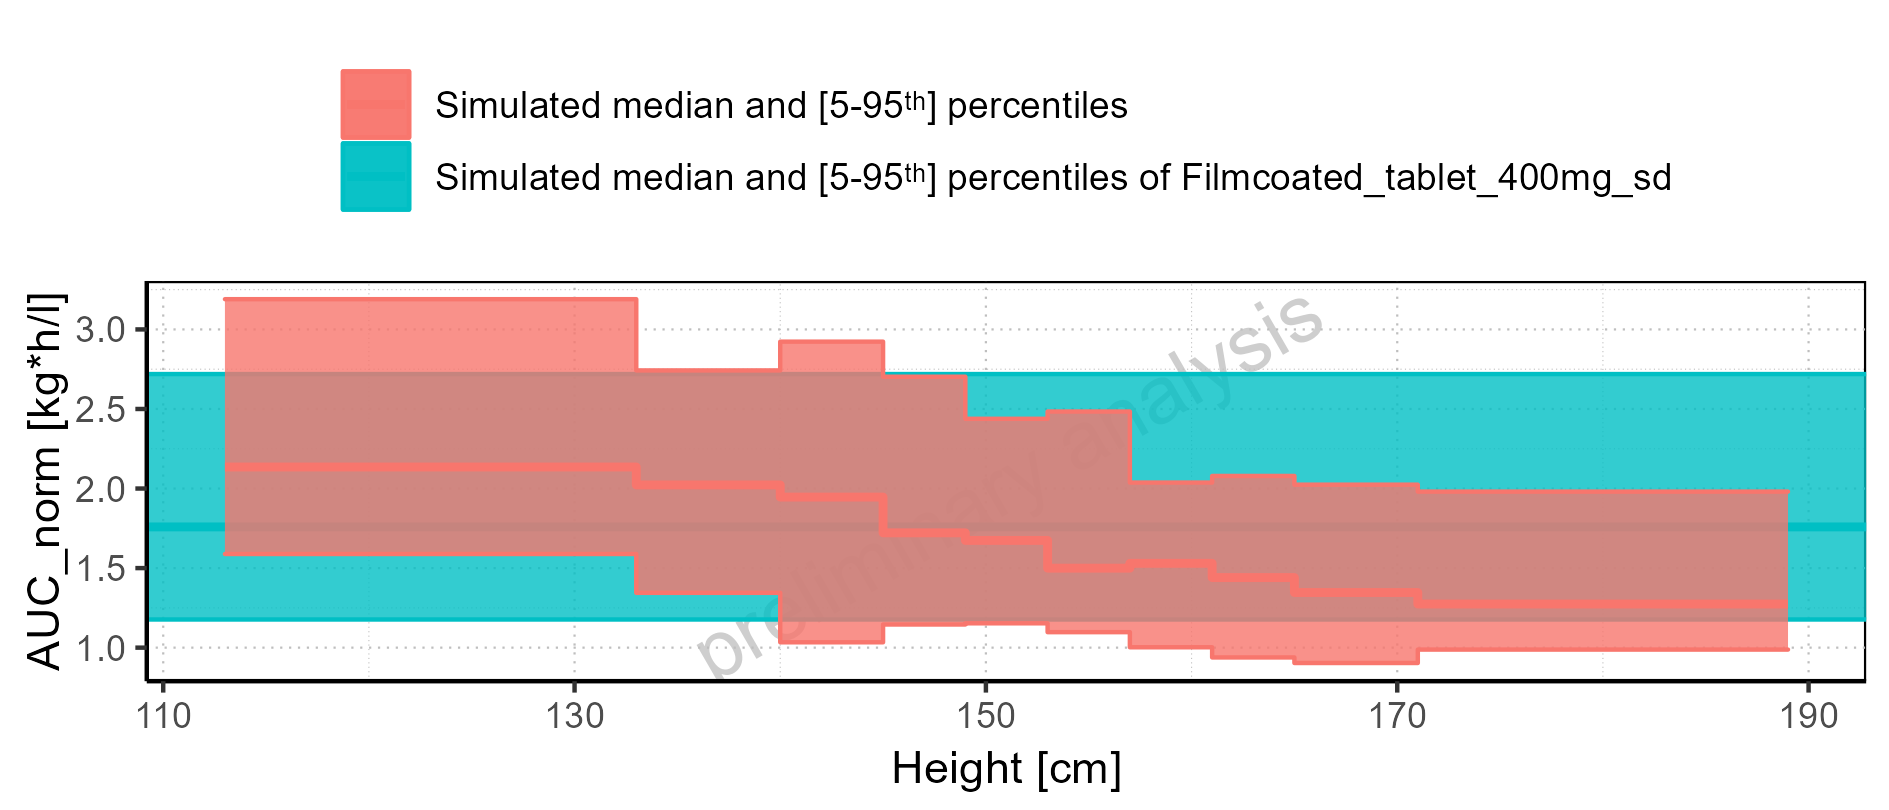 Simulated median and [5-95th] percentiles
Simulated median and [5-95th] percentiles of Filmcoated_tablet_400mg_sd
AUC_norm [kg*h/l]
3.0
2.5
2.0
1.5
1.0
preliminary analysis
110 130 150 170 190
Height [cm]